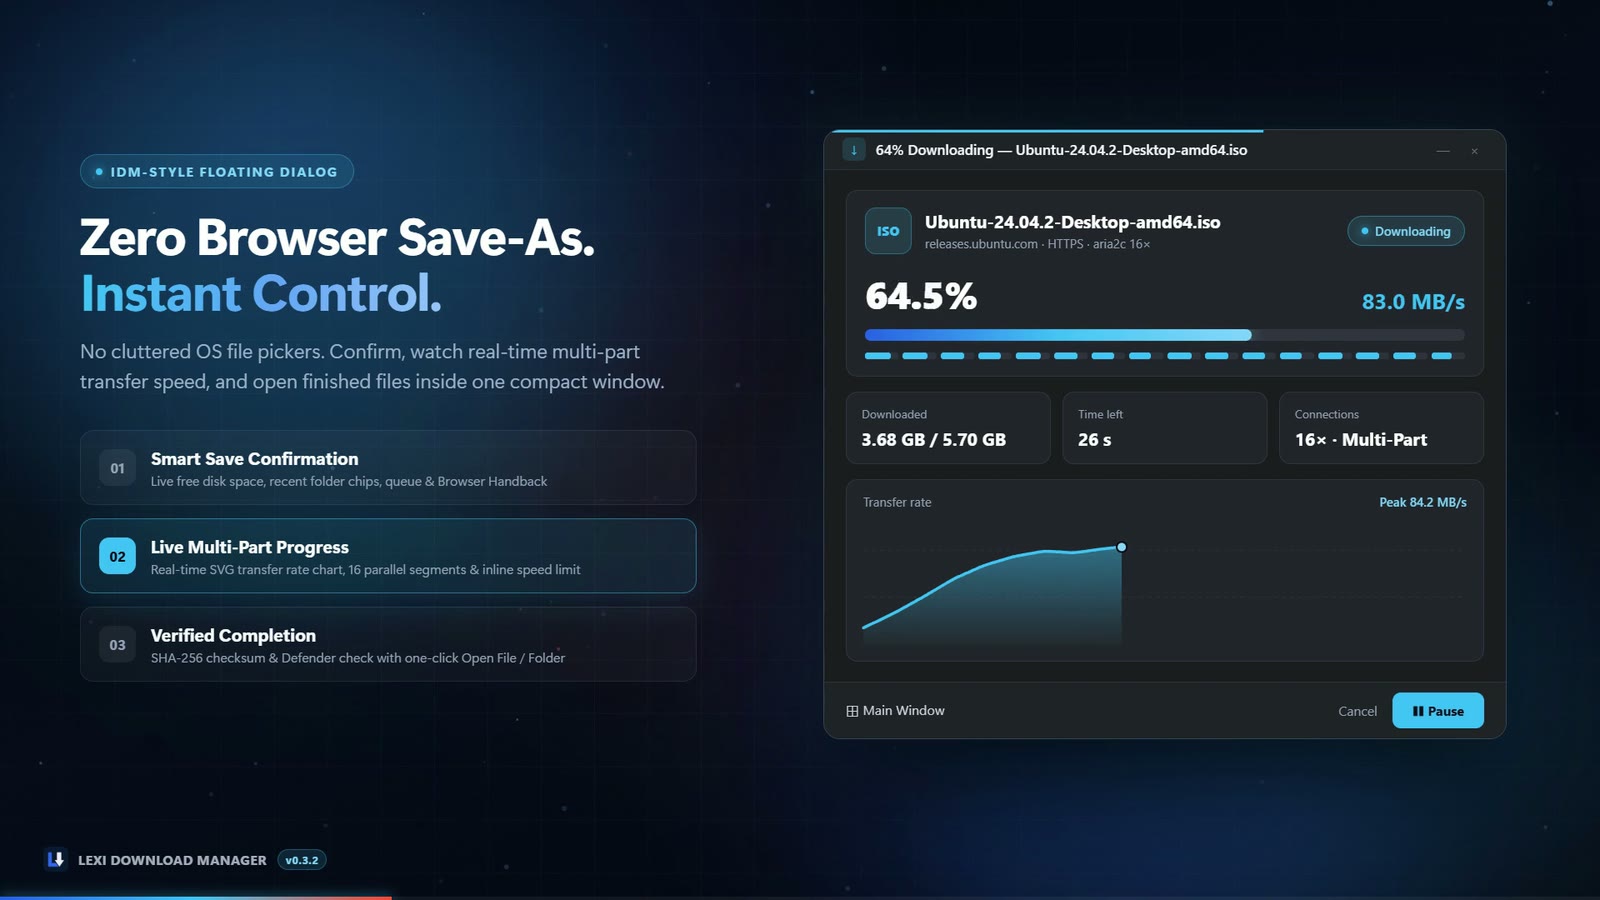 IDM-STYLE FLOATING DIALOG
Zero Browser Save-As.
Instant Control.
No cluttered OS file pickers. Confirm, watch real-time multi-part
transfer speed, and open finished files inside one compact window.
01
Smart Save Confirmation
Live free disk space, recent folder chips, queue & Browser Handback
02
Live Multi-Part Progress
Real-time SVG transfer rate chart, 16 parallel segments & inline speed limit
03
Verified Completion
SHA-256 checksum & Defender check with one-click Open File / Folder
LEXI DOWNLOAD MANAGER v0.3.2
64% Downloading — Ubuntu-24.04.2-Desktop-amd64.iso
ISO
Ubuntu-24.04.2-Desktop-amd64.iso
releases.ubuntu.com · HTTPS · aria2c 16×
Downloading
64.5% 83.0 MB/s
Downloaded
3.68 GB / 5.70 GB
Time left
26 s
Connections
16× · Multi-Part
Transfer rate
Peak 84.2 MB/s
Main Window
Cancel
Pause